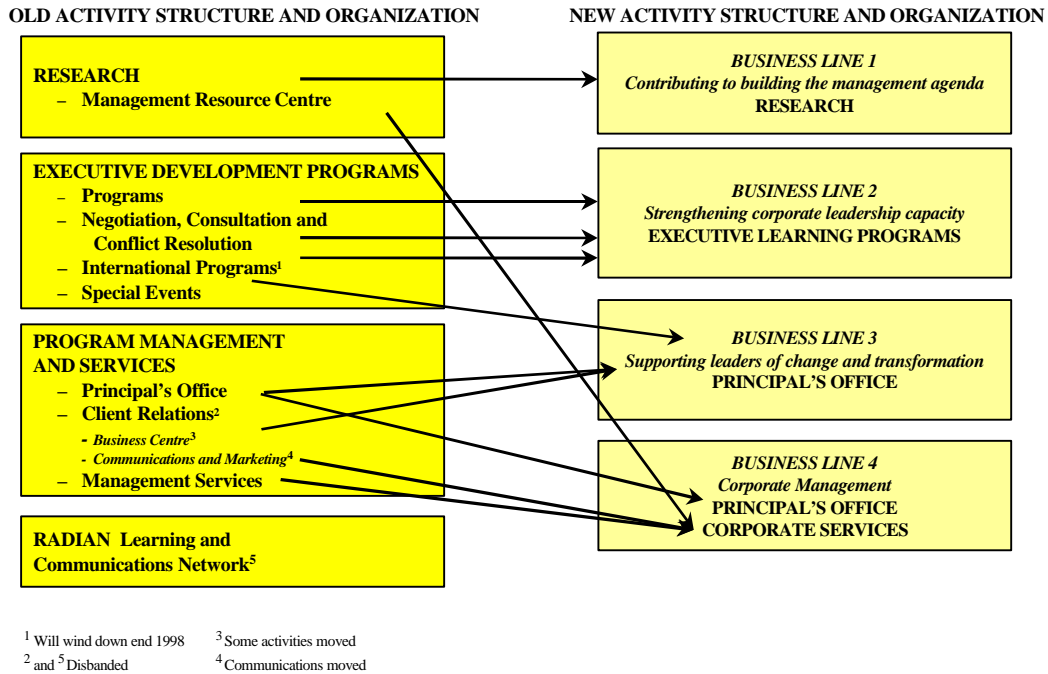 OLD ACTIVITY STRUCTURE AND ORGANIZATION
RESEARCH
– Management Resource Centre
EXECUTIVE DEVELOPMENT PROGRAMS
– Programs
– Negotiation, Consultation and
Conflict Resolution
– International Programs¹
– Special Events
PROGRAM MANAGEMENT
AND SERVICES
– Principal's Office
– Client Relations²
- Business Centre³
- Communications and Marketing⁴
– Management Services
RADIAN Learning and
Communications Network⁵
NEW ACTIVITY STRUCTURE AND ORGANIZATION
BUSINESS LINE 1
Contributing to building the management agenda
RESEARCH
BUSINESS LINE 2
Strengthening corporate leadership capacity
EXECUTIVE LEARNING PROGRAMS
BUSINESS LINE 3
Supporting leaders of change and transformation
PRINCIPAL'S OFFICE
BUSINESS LINE 4
Corporate Management
PRINCIPAL'S OFFICE
CORPORATE SERVICES
¹ Will wind down end 1998
² and ⁵ Disbanded
³ Some activities moved
⁴ Communications moved